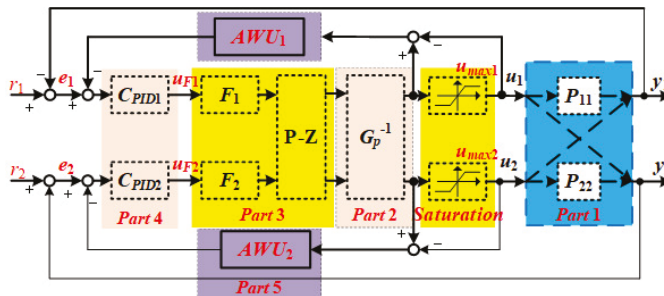 AWU1
r1
e1
CPID1
uF1
F1
P-Z
Gp-1
umax1
u1
P11
y
r2
e2
CPID2
uF2
F2
umax2
u2
P22
y
Part 4
Part 3
Part 2
Saturation
Part 1
AWU2
Part 5
+
−
+
−
+
−
+
−
+
−
+
−